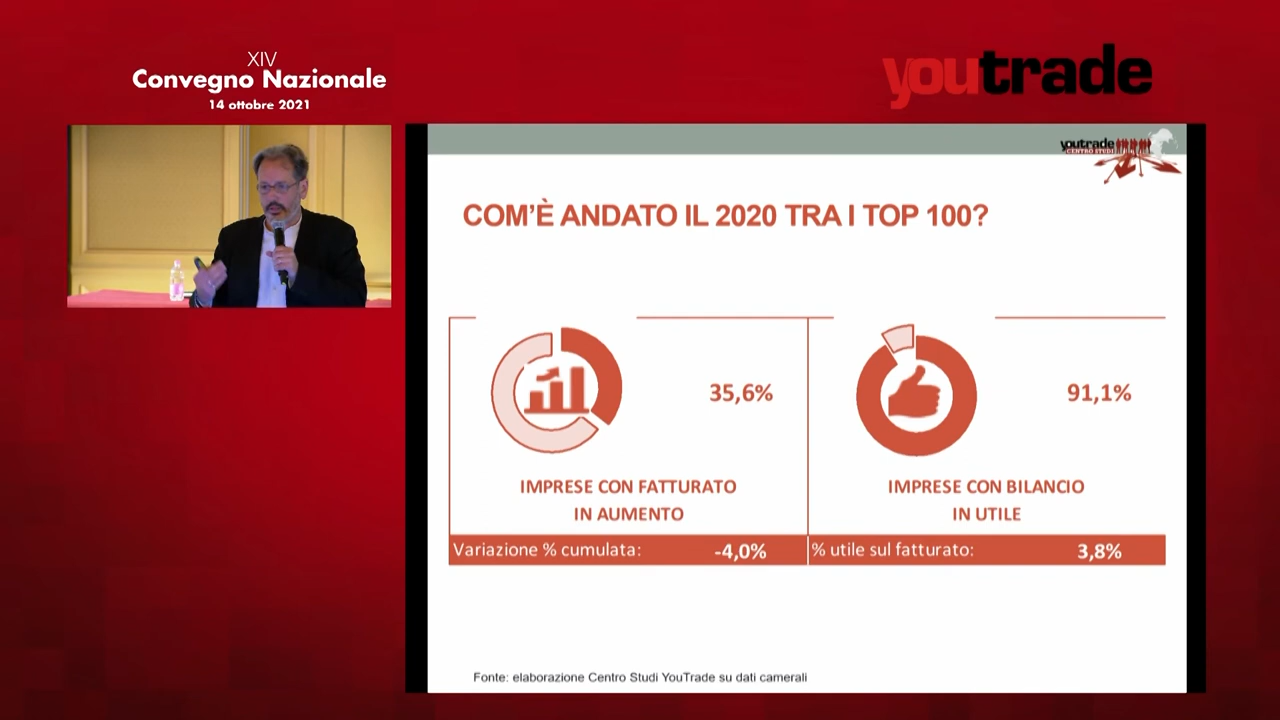 XIV
Convegno Nazionale
14 ottobre 2021
youtrade
youtrade
CENTRO STUDI
COM'È ANDATO IL 2020 TRA I TOP 100?
35,6%
91,1%
IMPRESE CON FATTURATO
IN AUMENTO
IMPRESE CON BILANCIO
IN UTILE
Variazione % cumulata: -4,0%
% utile sul fatturato: 3,8%
Fonte: elaborazione Centro Studi YouTrade su dati camerali